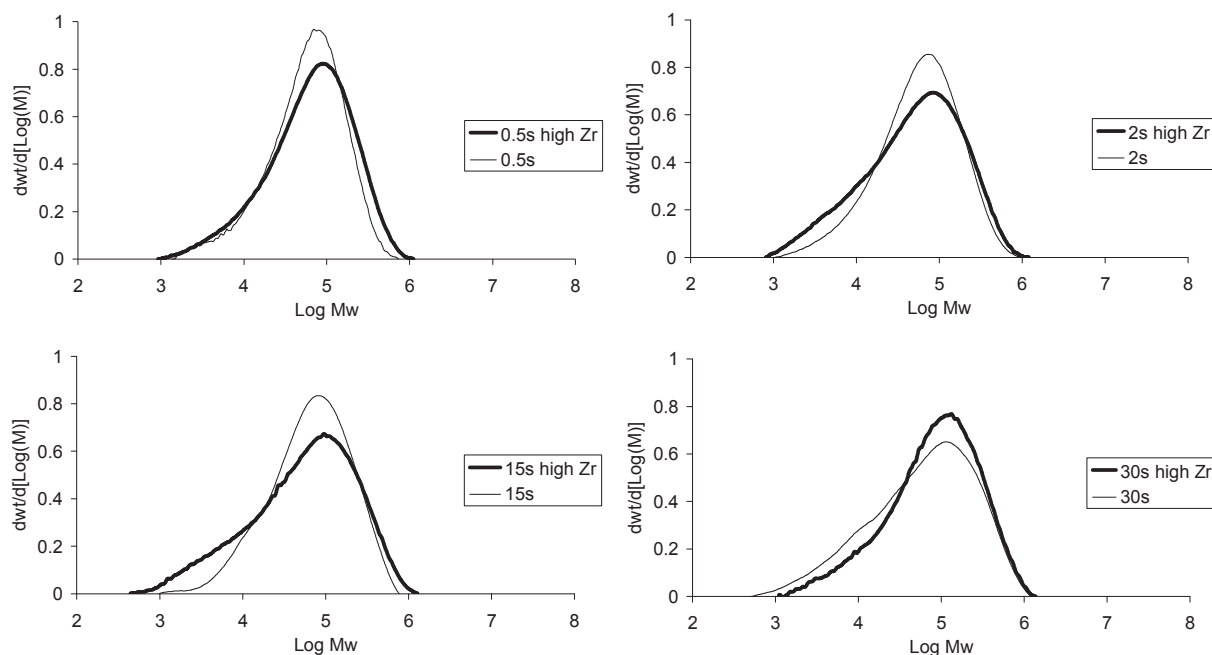 1
0.8
0.6
0.4
0.2
0
dwt/d[Log(M)]
2 3 4 5 6 7 8
Log Mw
0.5s high Zr
0.5s
1
0.8
0.6
0.4
0.2
0
dwt/d[Log(M)]
2 3 4 5 6 7 8
Log Mw
2s high Zr
2s
1
0.8
0.6
0.4
0.2
0
dwt/d[Log(M)]
2 3 4 5 6 7 8
Log Mw
15s high Zr
15s
1
0.8
0.6
0.4
0.2
0
dwt/d[Log(M)]
2 3 4 5 6 7 8
Log Mw
30s high Zr
30s